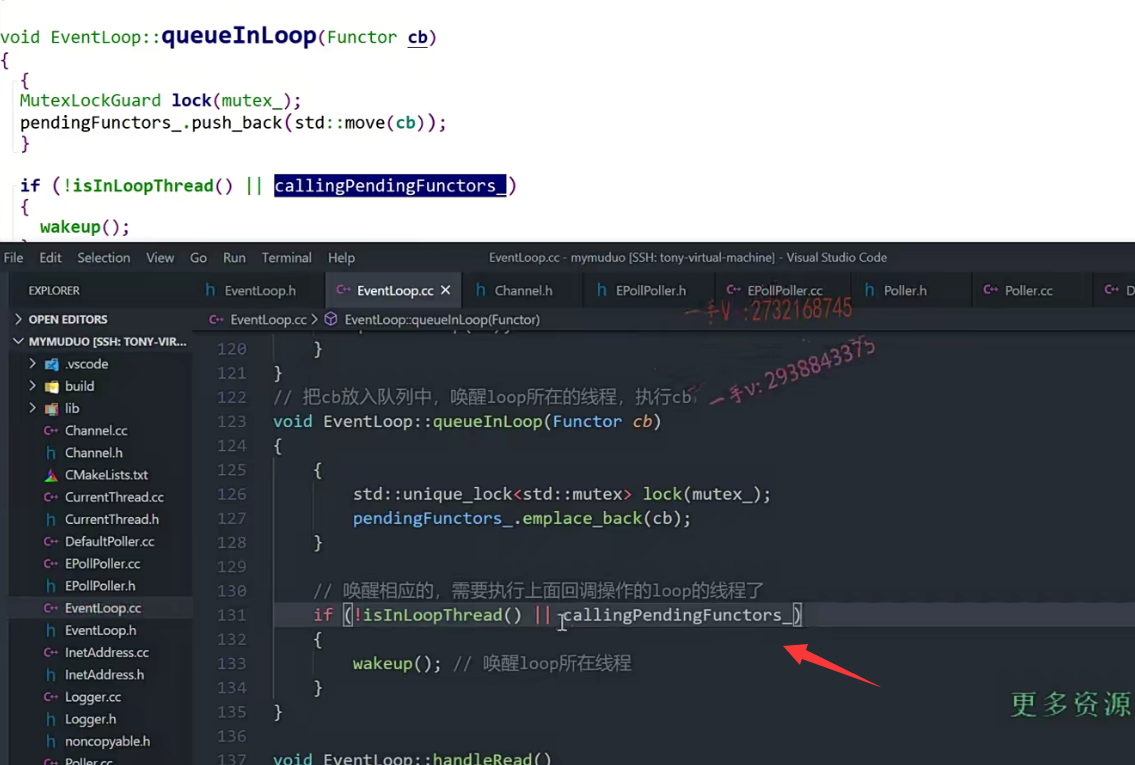 void EventLoop::queueInLoop(Functor cb)
{
{
MutexLockGuard lock(mutex_);
pendingFunctors_.push_back(std::move(cb));
}
if (!isInLoopThread() || callingPendingFunctors_)
{
wakeup();
File Edit Selection View Go Run Terminal Help EventLoop.cc - mymuduo [SSH: tony-virtual-machine] - Visual Studio Code
EXPLORER
EventLoop.h EventLoop.cc Channel.h EPollPoller.h EPollPoller.cc Poller.h Poller.cc D
一手V :2732168745
OPEN EDITORS
EventLoop.cc > EventLoop::queueInLoop(Functor)
MYMUDUO [SSH: TONY-VIR...
.vscode
build
lib
Channel.cc
Channel.h
CMakeLists.txt
CurrentThread.cc
CurrentThread.h
DefaultPoller.cc
EPollPoller.cc
EPollPoller.h
EventLoop.cc
EventLoop.h
InetAddress.cc
InetAddress.h
Logger.cc
Logger.h
noncopyable.h
Poller.cc
120 }
121 }
122 // 把cb放入队列中，唤醒loop所在的线程，执行cb
一手V: 2938843375
123 void EventLoop::queueInLoop(Functor cb)
124 {
125 {
126 std::unique_lock<std::mutex> lock(mutex_);
127 pendingFunctors_.emplace_back(cb);
128 }
129
130 // 唤醒相应的，需要执行上面回调操作的loop的线程了
131 if (!isInLoopThread() || callingPendingFunctors_)
132 {
133 wakeup(); // 唤醒loop所在线程
134 }
135 }
136
137 void EventLoop::handleRead()
更多资源